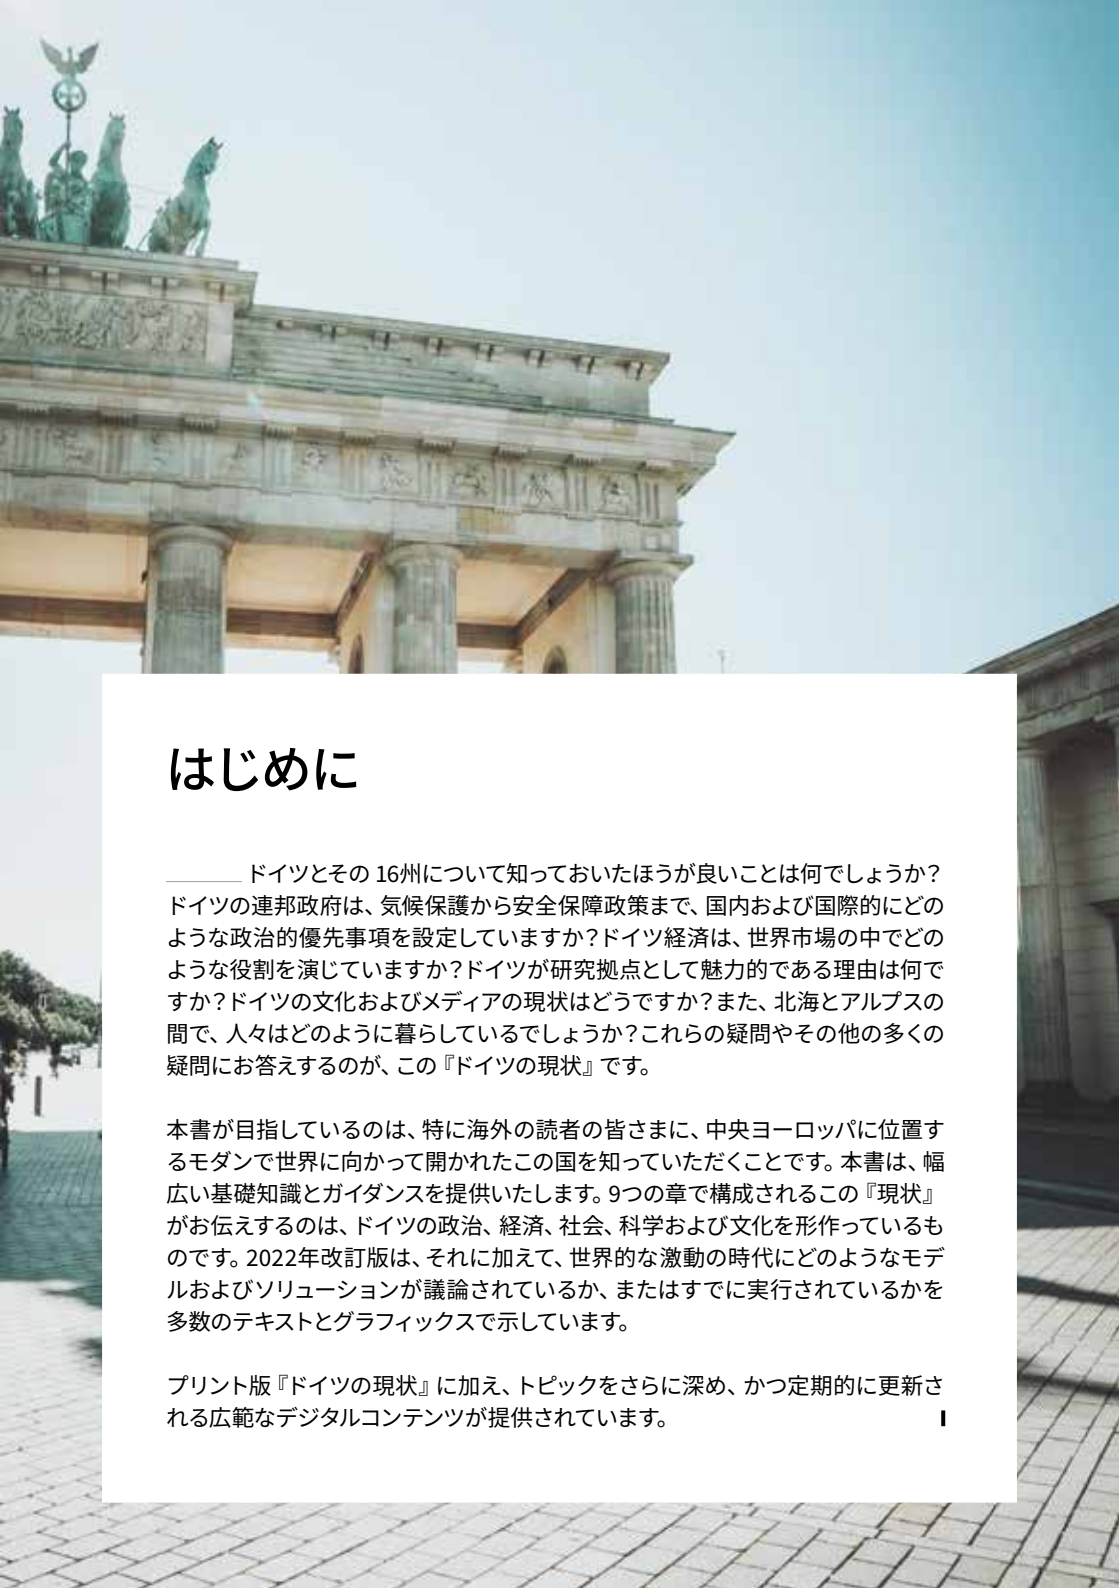 はじめに
ドイツとその 16州について知っておいたほうが良いことは何でしょうか?
ドイツの連邦政府は、気候保護から安全保障政策まで、国内および国際的にどの
ような政治的優先事項を設定していますか?ドイツ経済は、世界市場の中でどの
ような役割を演じていますか?ドイツが研究拠点として魅力的である理由は何で
すか?ドイツの文化およびメディアの現状はどうですか?また、北海とアルプスの
間で、人々はどのように暮らしているでしょうか?これらの疑問やその他の多くの
疑問にお答えするのが、この『ドイツの現状』です。
本書が目指しているのは、特に海外の読者の皆さまに、中央ヨーロッパに位置す
るモダンで世界に向かって開かれたこの国を知っていただくことです。本書は、幅
広い基礎知識とガイダンスを提供いたします。9つの章で構成されるこの『現状』
がお伝えするのは、ドイツの政治、経済、社会、科学および文化を形作っているも
のです。2022年改訂版は、それに加えて、世界的な激動の時代にどのようなモデ
ルおよびソリューションが議論されているか、またはすでに実行されているかを
多数のテキストとグラフィックスで示しています。
プリント版『ドイツの現状』に加え、トピックをさらに深め、かつ定期的に更新さ
れる広範なデジタルコンテンツが提供されています。